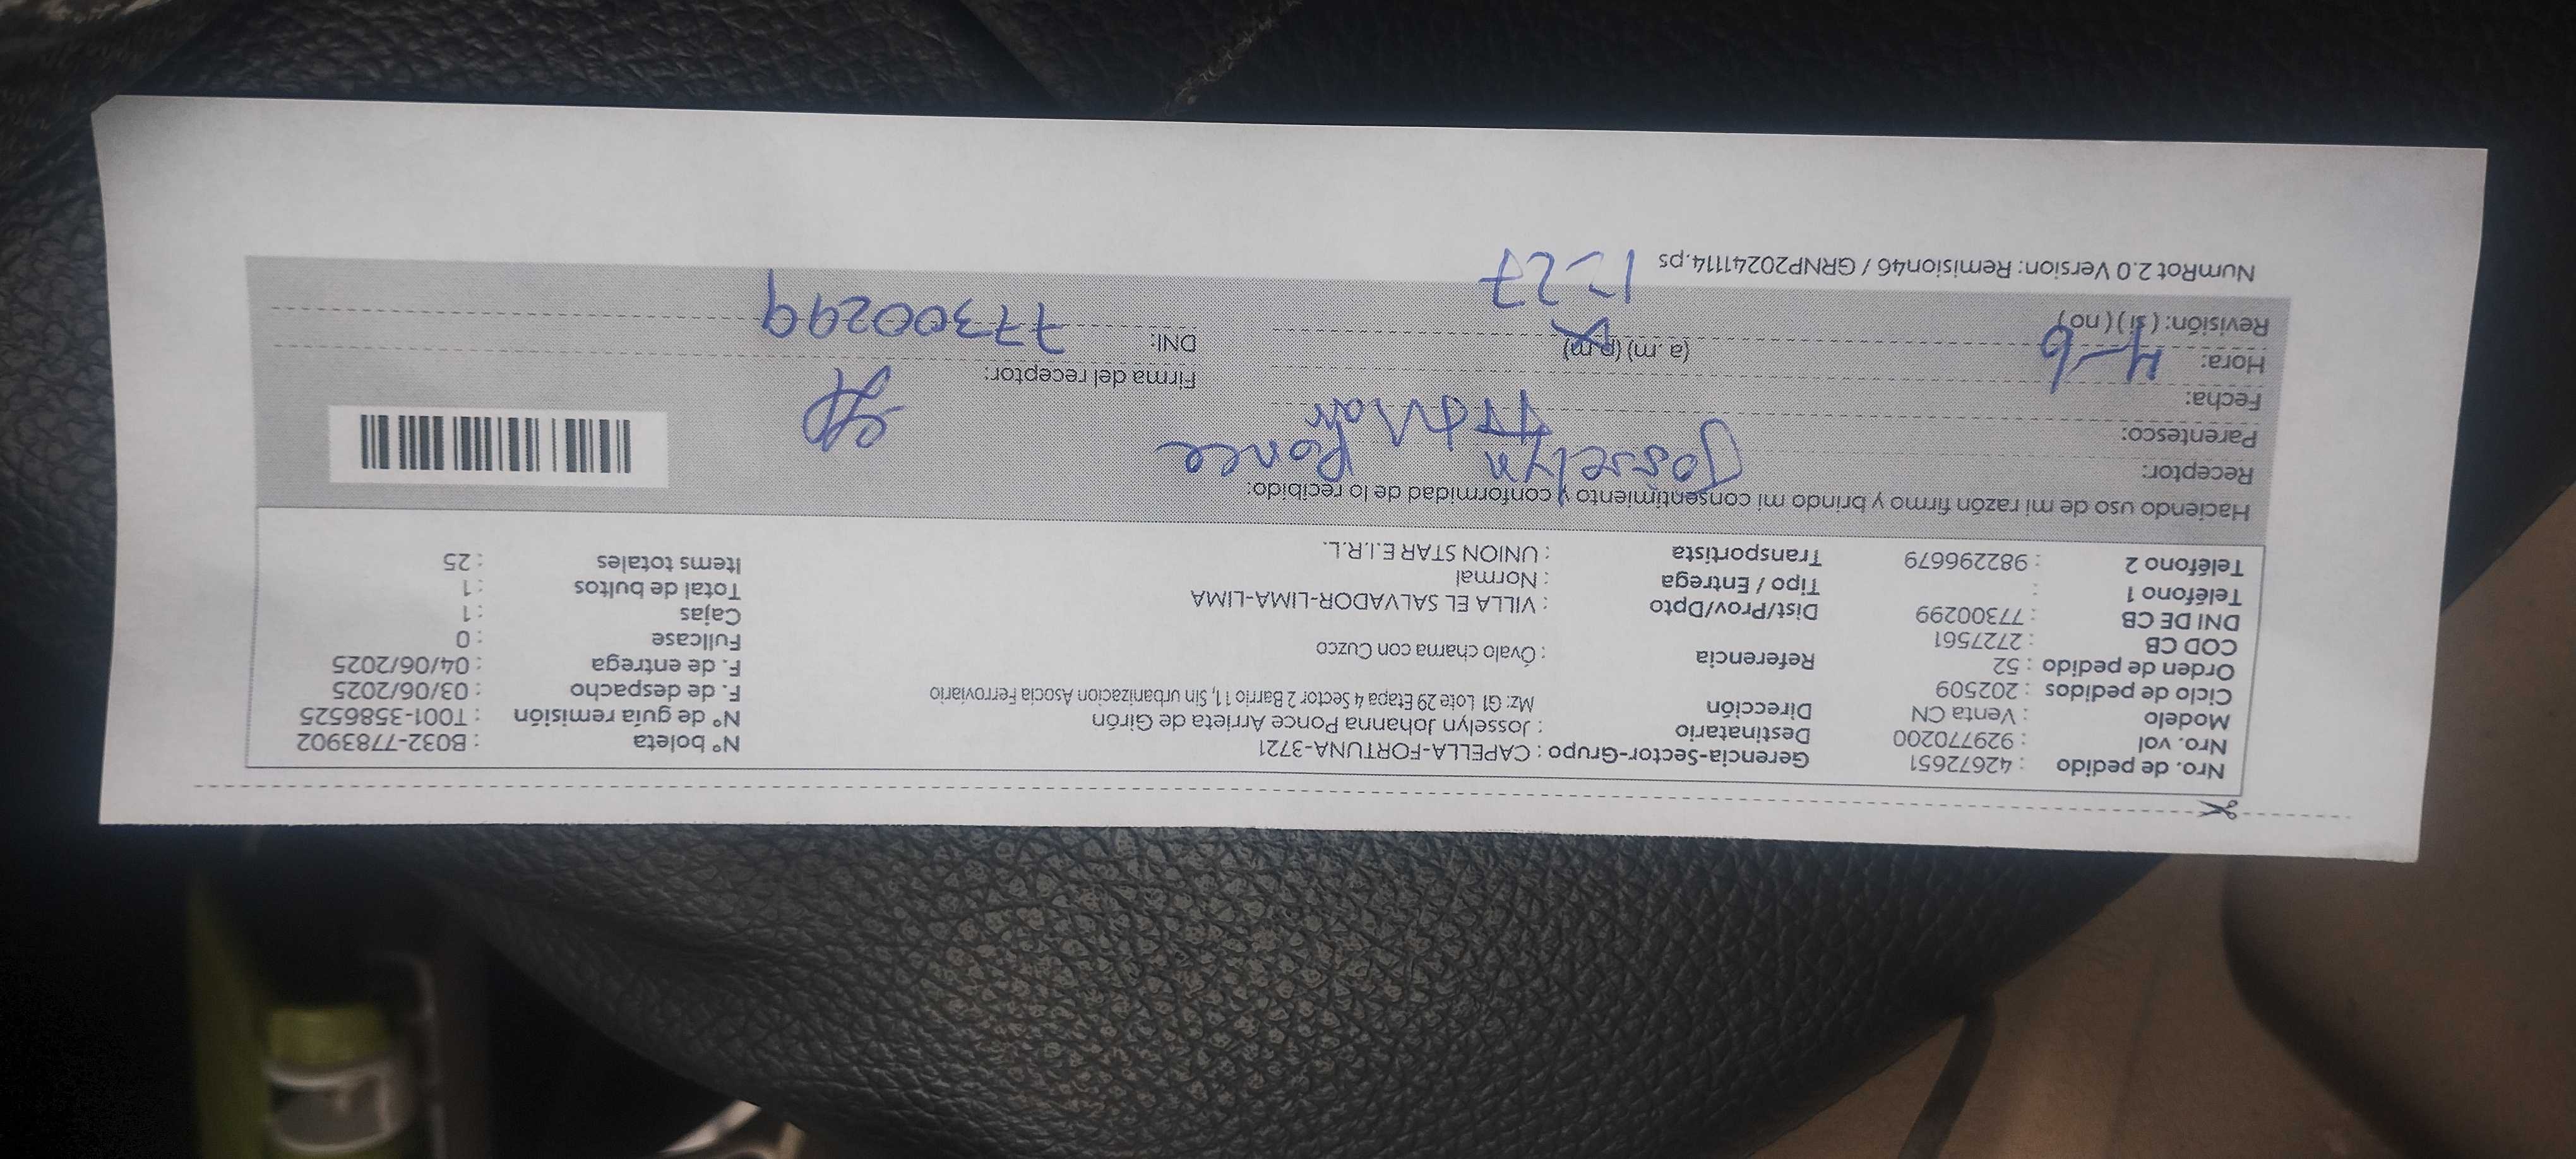 Nro. de pedido : 42672651 Gerencia-Sector-Grupo : CAPELLA-FORTUNA-3721 N° boleta : B032-7783902
Nro. vol : 929770200 Destinatario : Josselyn Johanna Ponce Arrieta de Girón N° de guía remisión : T001-3586525
Modelo : Venta CN Dirección Mz: G1 Lote 29 Etapa 4 Sector 2 Barrio 11, Sin urbanizacion Asocia Ferroviario F. de despacho : 03/06/2025
Ciclo de pedidos : 202509 F. de entrega : 04/06/2025
Orden de pedido : 52 Referencia : Óvalo chama con Cuzco Fullcase : 0
COD CB : 2727561 Cajas : 1
DNI DE CB : 77300299 Dist/Prov/Dpto : VILLA EL SALVADOR-LIMA-LIMA Total de bultos : 1
Teléfono 1 : Tipo / Entrega : Normal Items totales : 25
Teléfono 2 : 982296679 Transportista : UNION STAR E.I.R.L.
Haciendo uso de mi razón firmo y brindo mi consentimiento y conformidad de lo recibido:
Receptor: Josselyn Ponce
Parentesco:
Fecha: 4-6 Firma del receptor:
Hora: (a.m) (p.m) DNI: 77300299
Revisión: ( si ) ( no )
NumRot 2.0 Version: Remision46 / GRNP20241114.ps